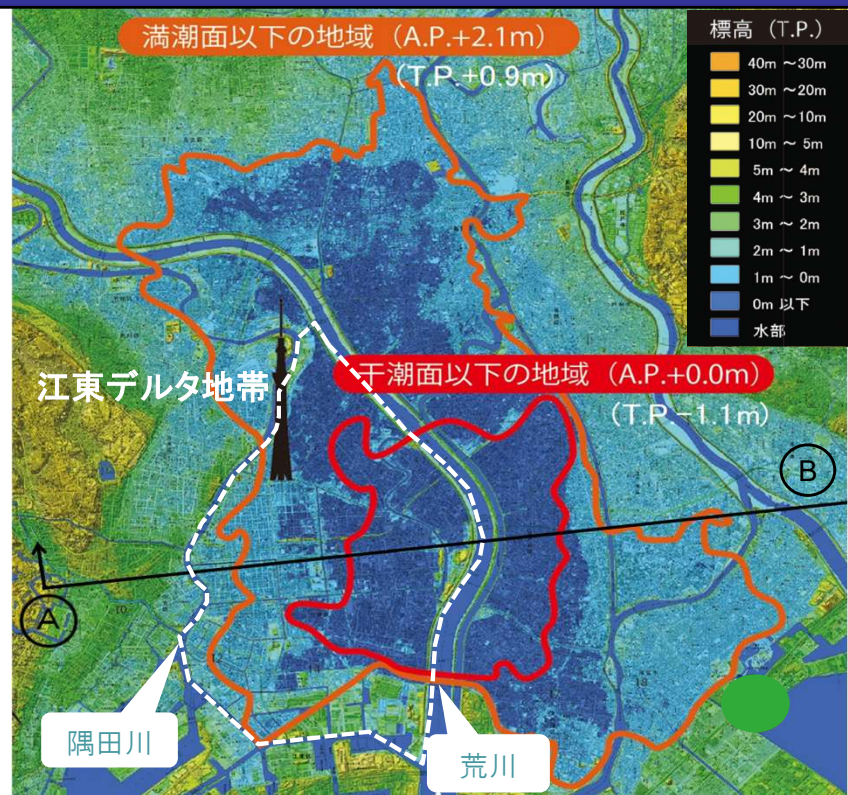 満潮面以下の地域（A.P.+2.1m）
(T.P.+0.9m)
標高（T.P.）
40m ～30m
30m ～20m
20m ～10m
10m ～ 5m
5m ～ 4m
4m ～ 3m
3m ～ 2m
2m ～ 1m
1m ～ 0m
0m 以下
水部
江東デルタ地帯
干潮面以下の地域（A.P.+0.0m）
(T.P.-1.1m)
B
A
隅田川
荒川